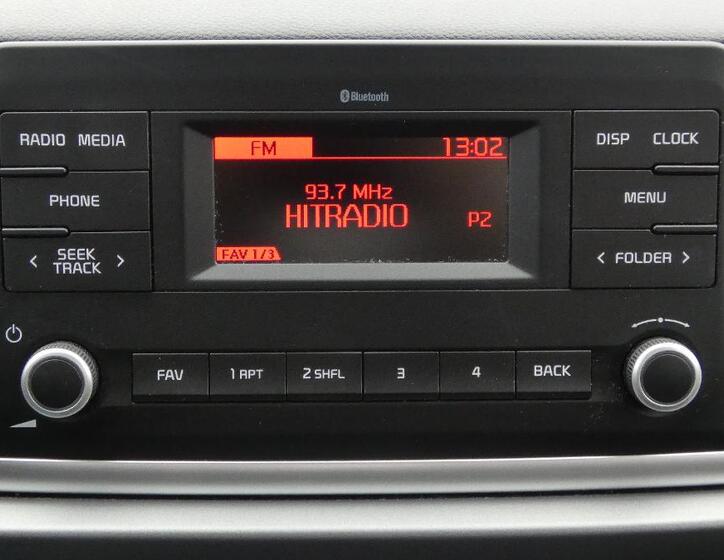 Bluetooth
RADIO MEDIA
FM 13:02
DISP CLOCK
PHONE
93.7 MHz
HITRADIO P2
MENU
< SEEK TRACK >
FAV 1/3
< FOLDER >
FAV
1 RPT
2 SHFL
3
4
BACK